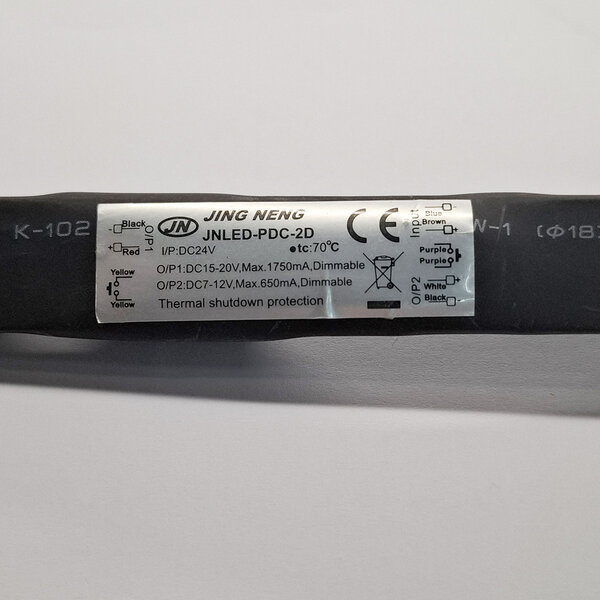 K-102
- Black
+ Red
O/P1
Yellow
Yellow
JN JING NENG
JNLED-PDC-2D
I/P:DC24V •tc:70°C
O/P1:DC15-20V,Max.1750mA,Dimmable
O/P2:DC7-12V,Max.650mA,Dimmable
Thermal shutdown protection
CE
Input
Blue -
Brown +
Purple
Purple
O/P2
White +
Black -
W-1 (Φ18